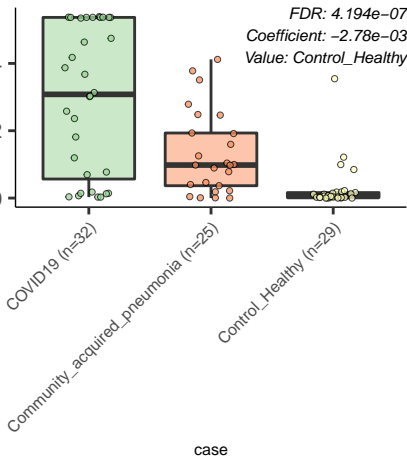 FDR: 4.194e−07
Coefficient: −2.78e−03
Value: Control_Healthy
COVID19 (n=32)
Community_acquired_pneumonia (n=25)
Control_Healthy (n=29)
case